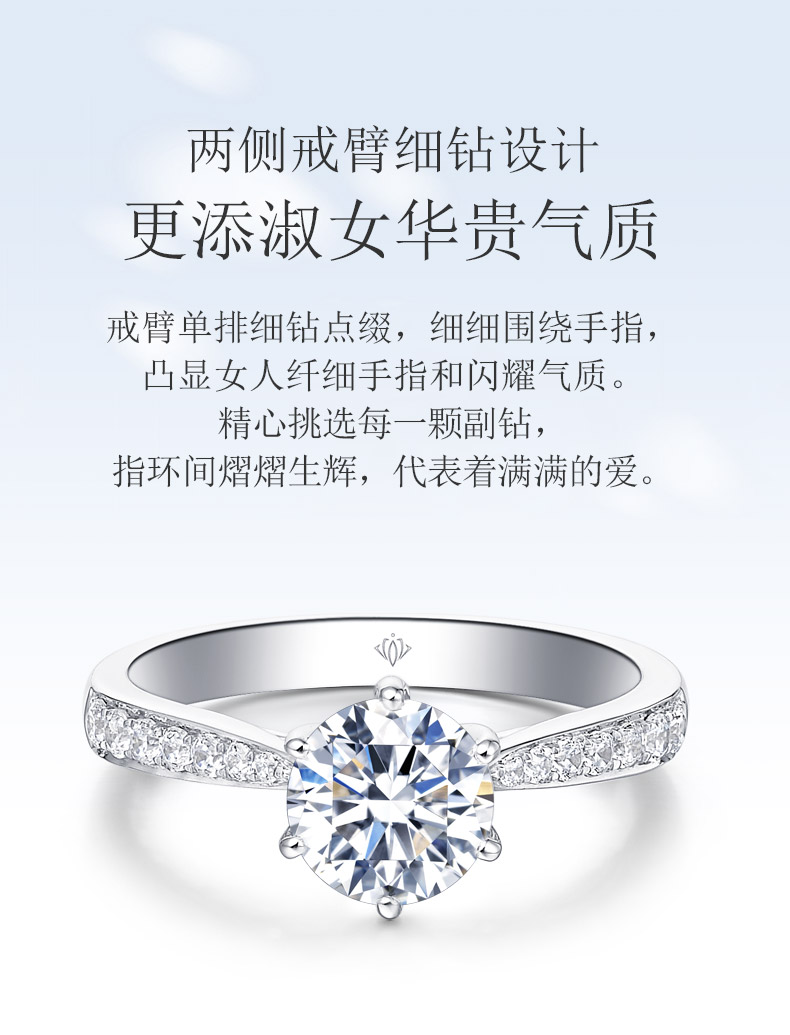 两侧戒臂细钻设计
更添淑女华贵气质
戒臂单排细钻点缀，细细围绕手指，
凸显女人纤细手指和闪耀气质。
精心挑选每一颗副钻，
指环间熠熠生辉，代表着满满的爱。